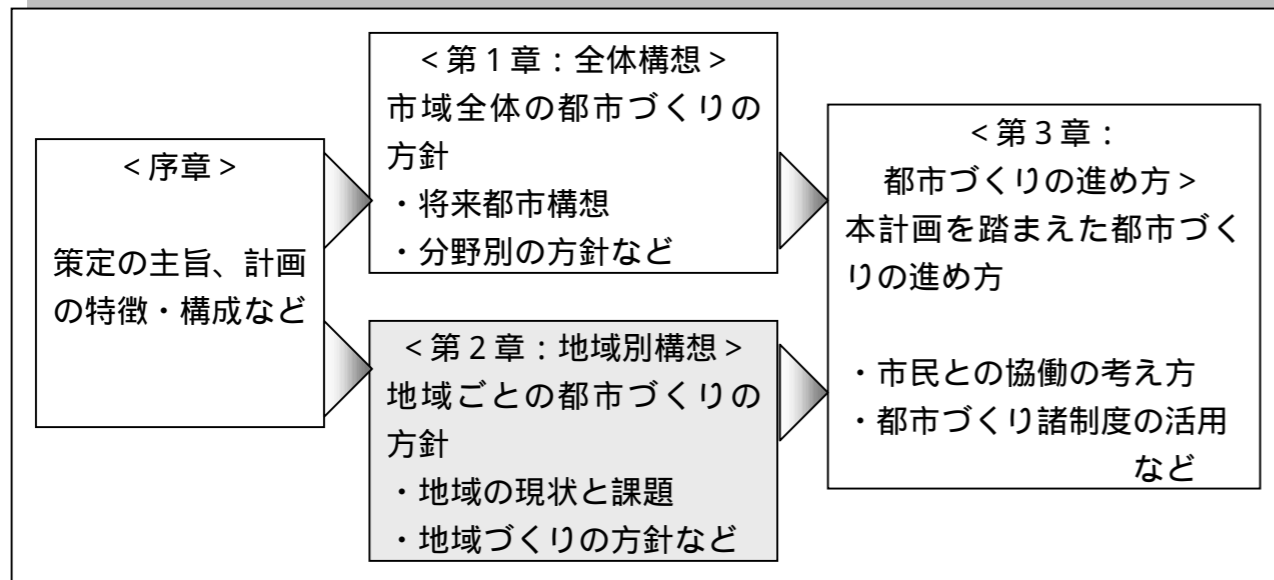 <序章>
策定の主旨、計画
の特徴・構成など
<第1章:全体構想>
市域全体の都市づくりの
方針
・将来都市構想
・分野別の方針など
<第2章:地域別構想>
地域ごとの都市づくりの
方針
・地域の現状と課題
・地域づくりの方針など
<第3章:
都市づくりの進め方>
本計画を踏まえた都市づく
りの進め方
・市民との協働の考え方
・都市づくり諸制度の活用
など